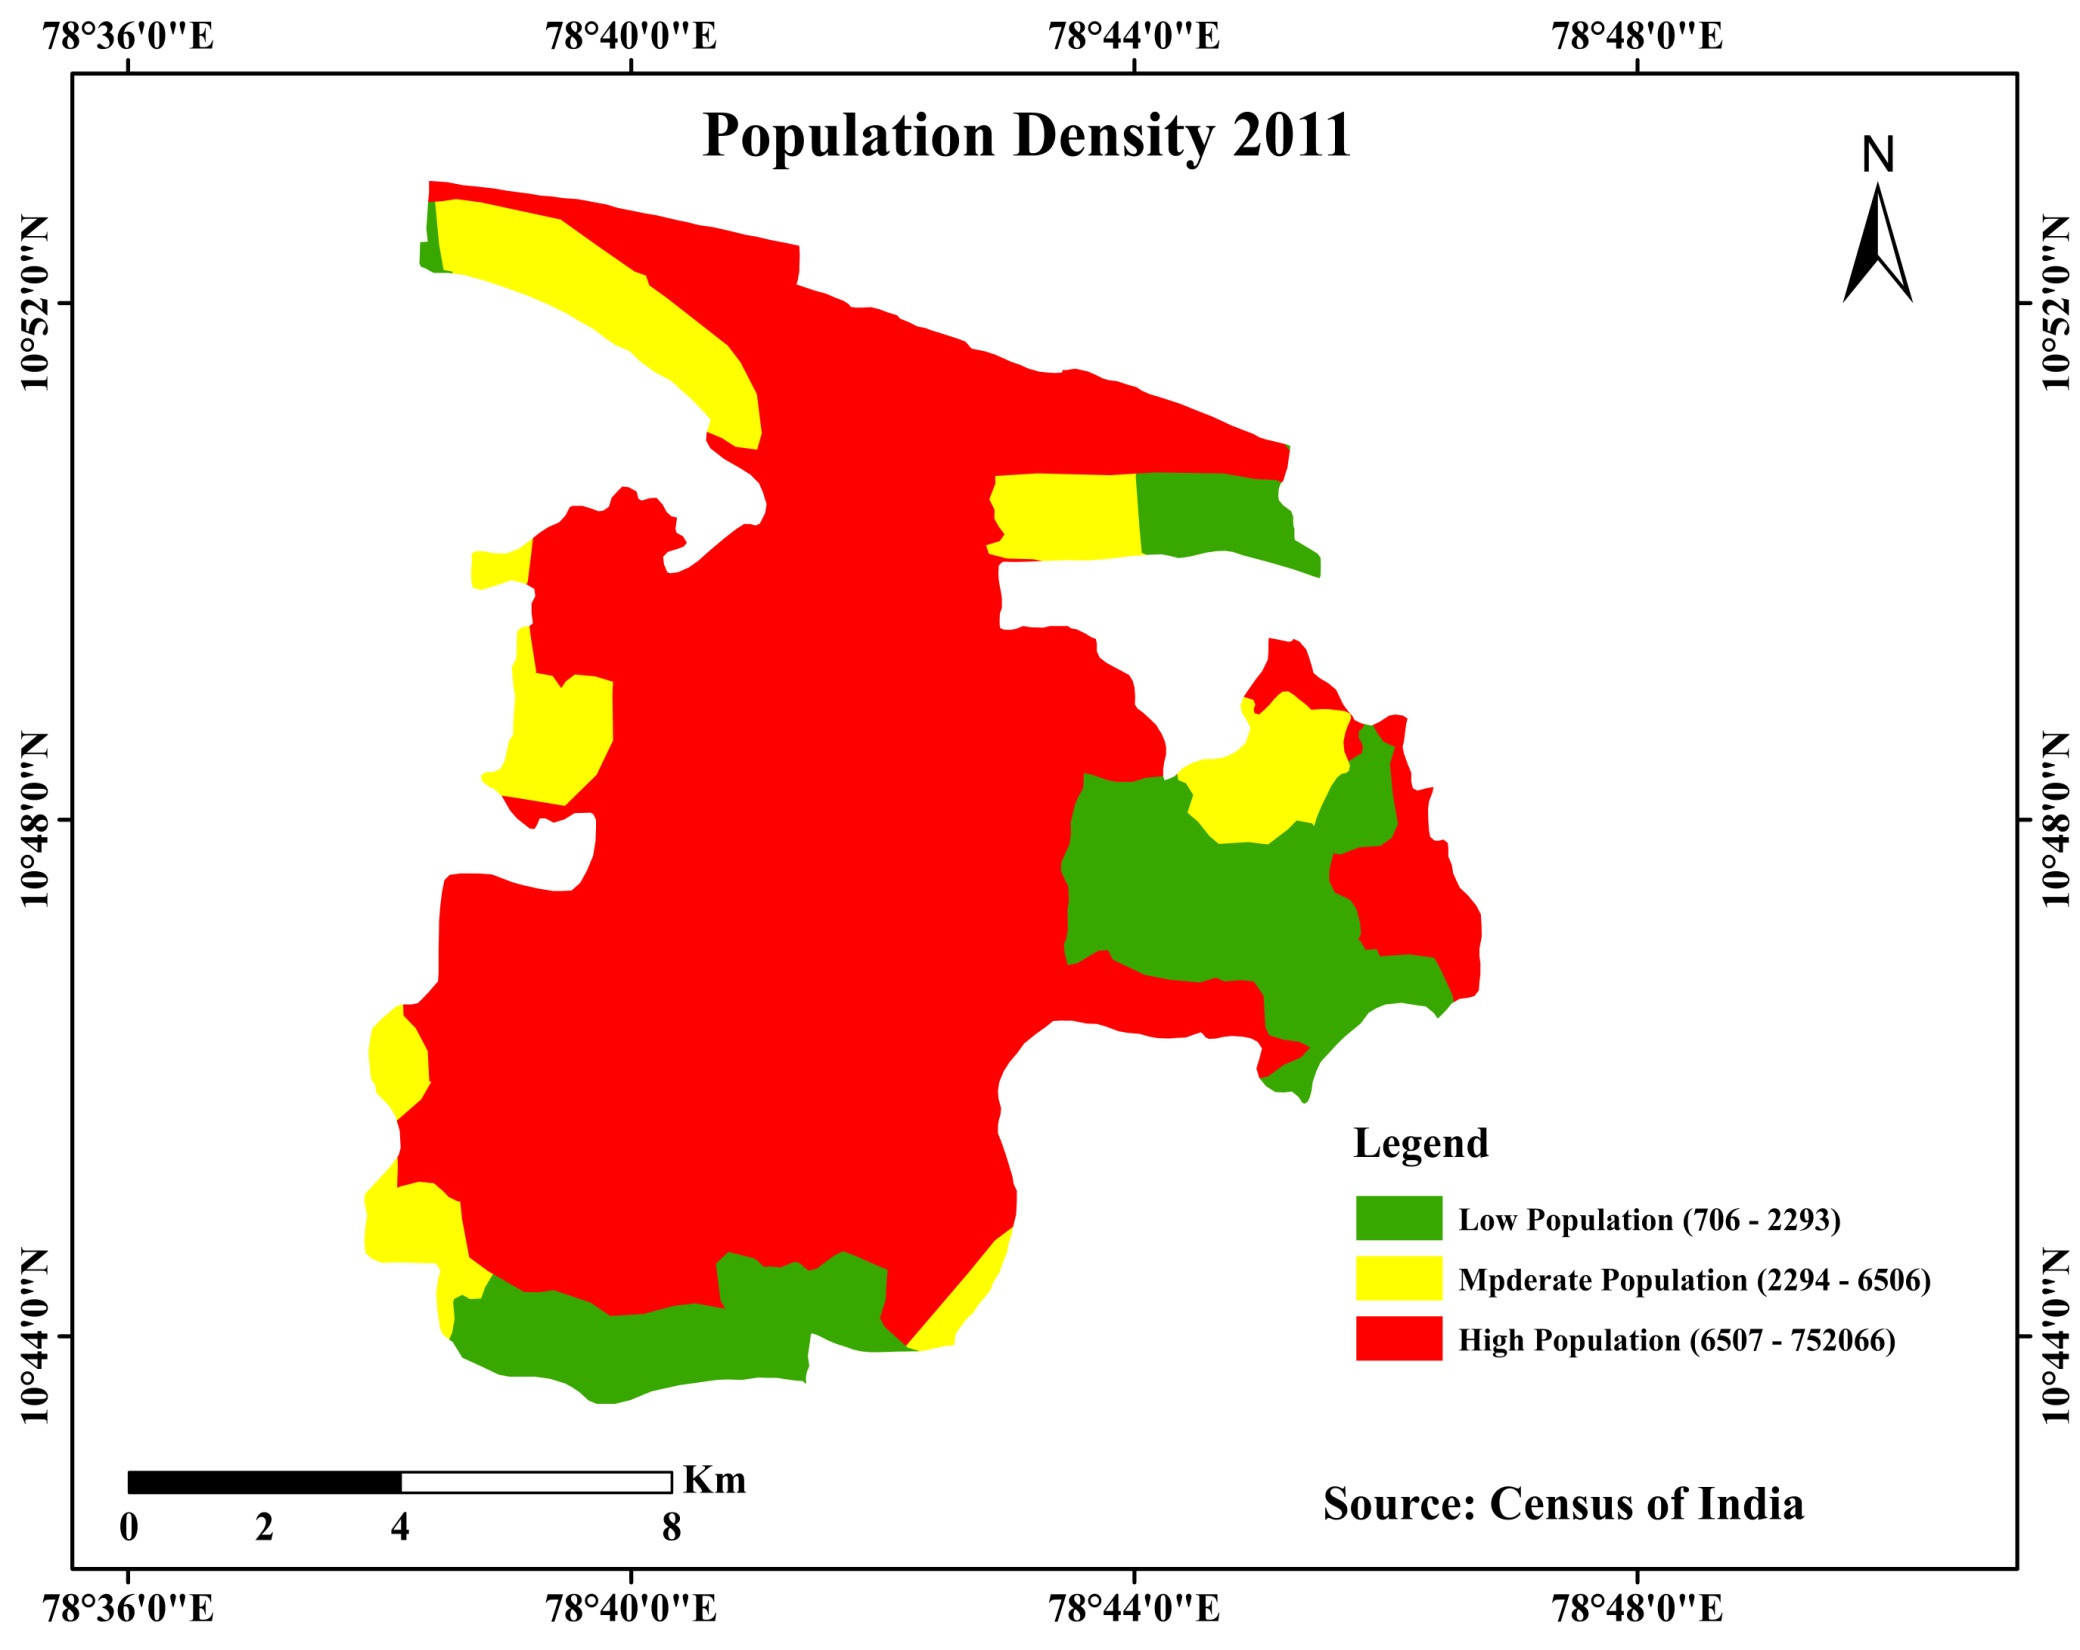 78°36'0"E 78°40'0"E 78°44'0"E 78°48'0"E
Population Density 2011
N
10°52'0"N 10°52'0"N
10°48'0"N 10°48'0"N
Legend
Low Population (706 - 2293)
Mpderate Population (2294 - 6506)
High Population (6507 - 752066)
10°44'0"N 10°44'0"N
Km
0 2 4 8
Source: Census of India
78°36'0"E 78°40'0"E 78°44'0"E 78°48'0"E